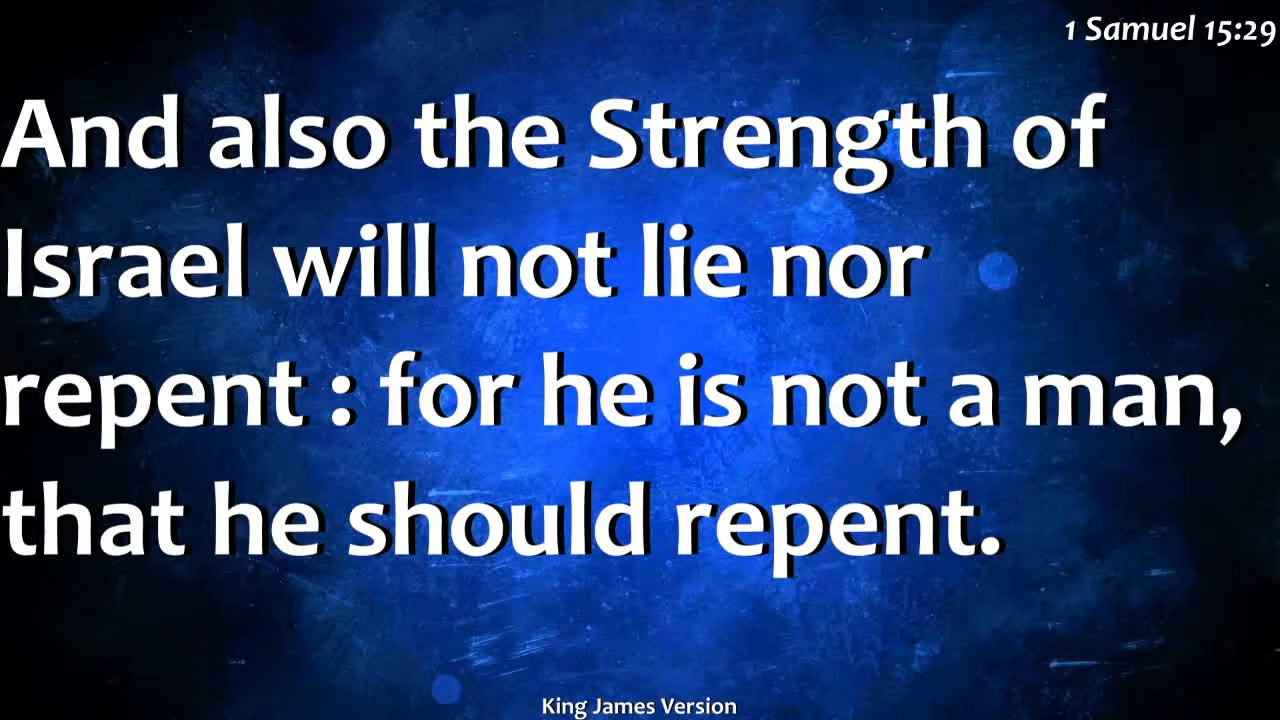 1 Samuel 15:29
And also the Strength of
Israel will not lie nor
repent : for he is not a man,
that he should repent.
King James Version